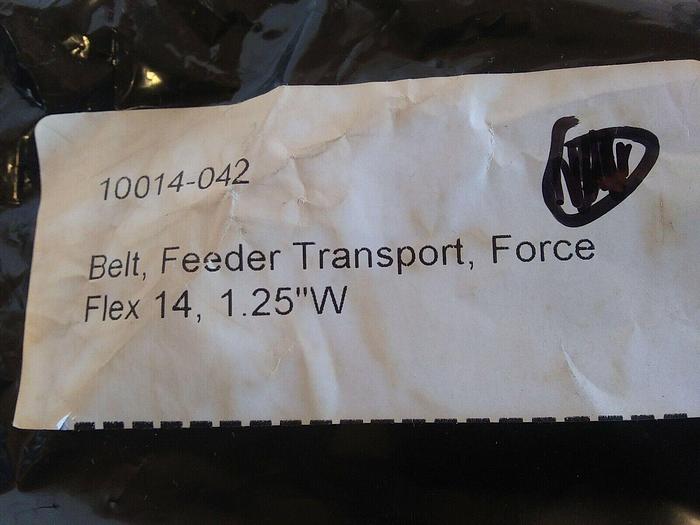 10014-042
Belt, Feeder Transport, Force
Flex 14, 1.25"W